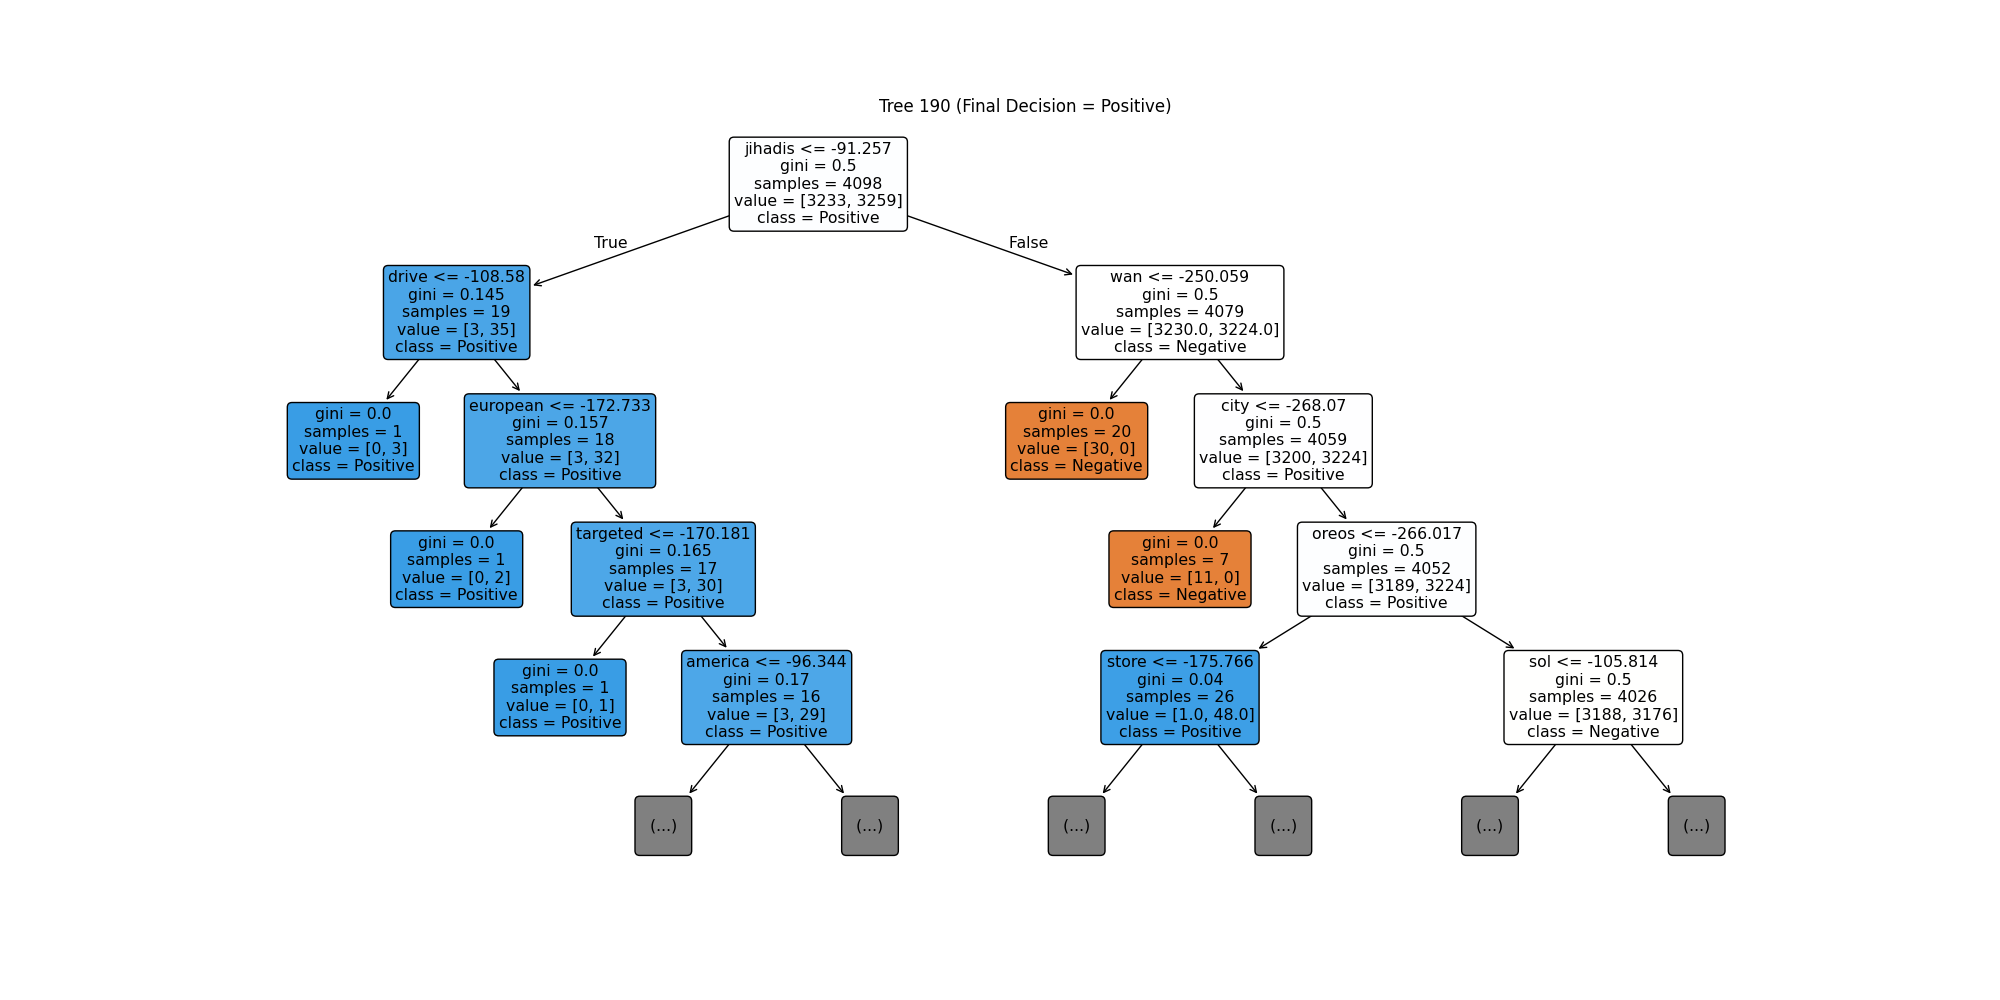 Tree 190 (Final Decision = Positive)
jihadis <= -91.257
gini = 0.5
samples = 4098
value = [3233, 3259]
class = Positive
True
False
drive <= -108.58
gini = 0.145
samples = 19
value = [3, 35]
class = Positive
wan <= -250.059
gini = 0.5
samples = 4079
value = [3230.0, 3224.0]
class = Negative
gini = 0.0
samples = 1
value = [0, 3]
class = Positive
european <= -172.733
gini = 0.157
samples = 18
value = [3, 32]
class = Positive
gini = 0.0
samples = 20
value = [30, 0]
class = Negative
city <= -268.07
gini = 0.5
samples = 4059
value = [3200, 3224]
class = Positive
gini = 0.0
samples = 1
value = [0, 2]
class = Positive
targeted <= -170.181
gini = 0.165
samples = 17
value = [3, 30]
class = Positive
gini = 0.0
samples = 7
value = [11, 0]
class = Negative
oreos <= -266.017
gini = 0.5
samples = 4052
value = [3189, 3224]
class = Positive
gini = 0.0
samples = 1
value = [0, 1]
class = Positive
america <= -96.344
gini = 0.17
samples = 16
value = [3, 29]
class = Positive
store <= -175.766
gini = 0.04
samples = 26
value = [1.0, 48.0]
class = Positive
sol <= -105.814
gini = 0.5
samples = 4026
value = [3188, 3176]
class = Negative
(...)
(...)
(...)
(...)
(...)
(...)